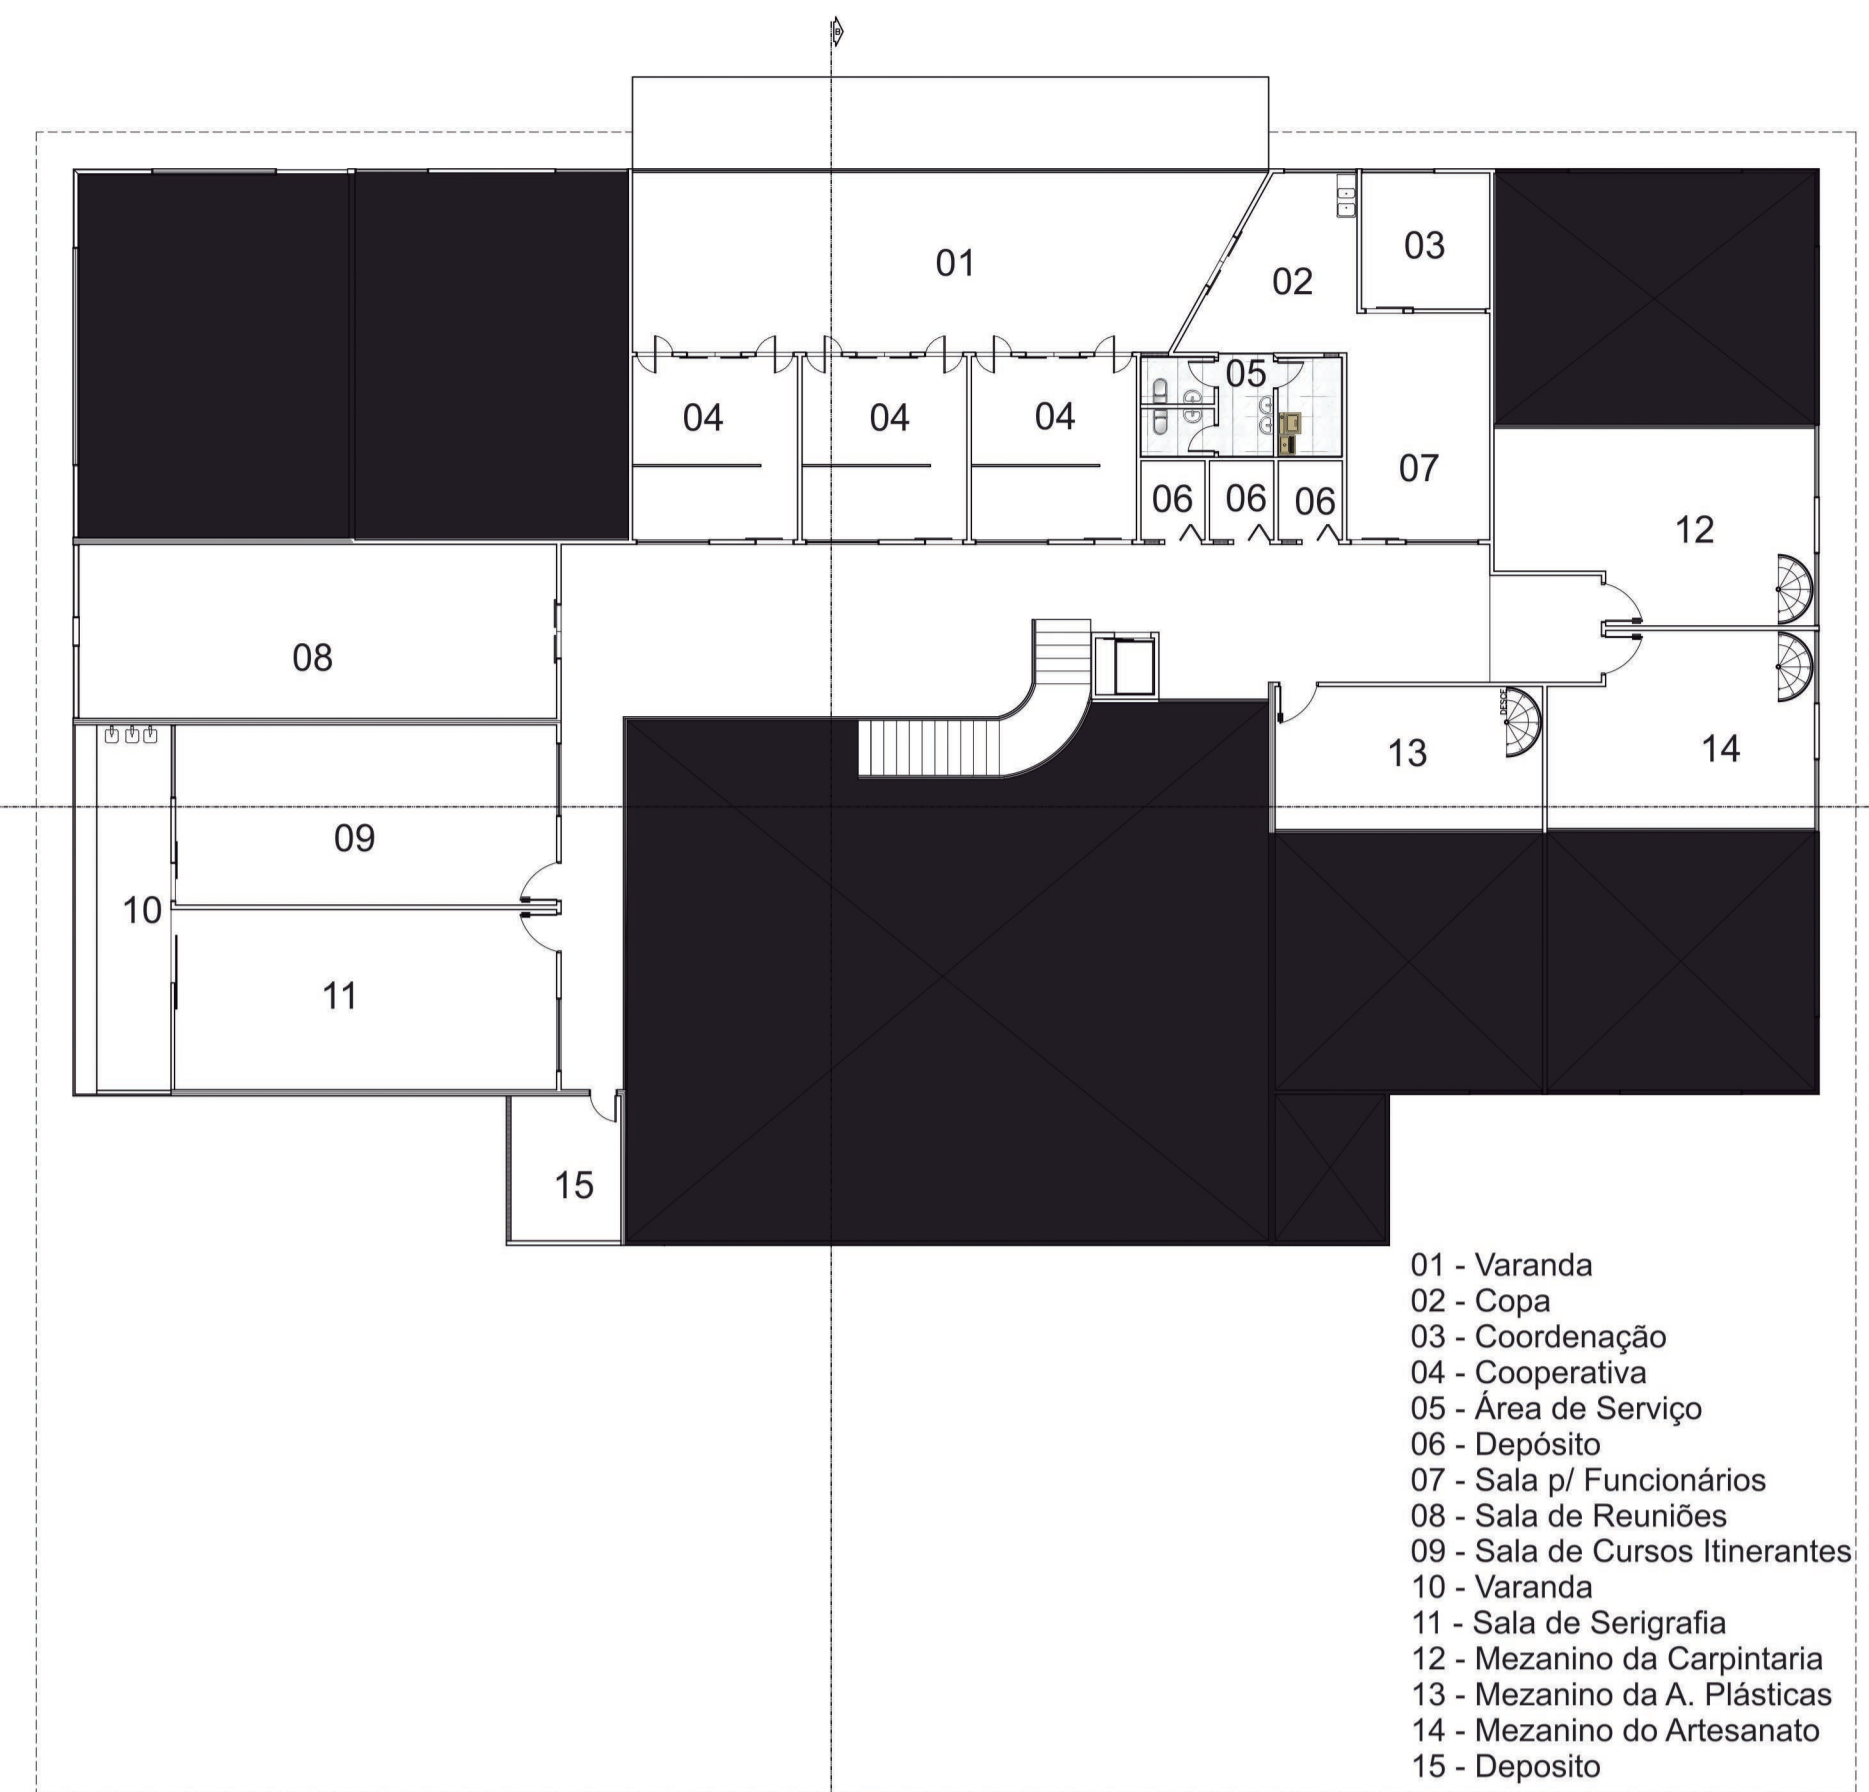 B
01
02
03
04
04
04
05
06
06
06
07
12
08
DESCE
13
14
09
10
11
15
01 - Varanda
02 - Copa
03 - Coordenação
04 - Cooperativa
05 - Área de Serviço
06 - Depósito
07 - Sala p/ Funcionários
08 - Sala de Reuniões
09 - Sala de Cursos Itinerantes
10 - Varanda
11 - Sala de Serigrafia
12 - Mezanino da Carpintaria
13 - Mezanino da A. Plásticas
14 - Mezanino do Artesanato
15 - Deposito